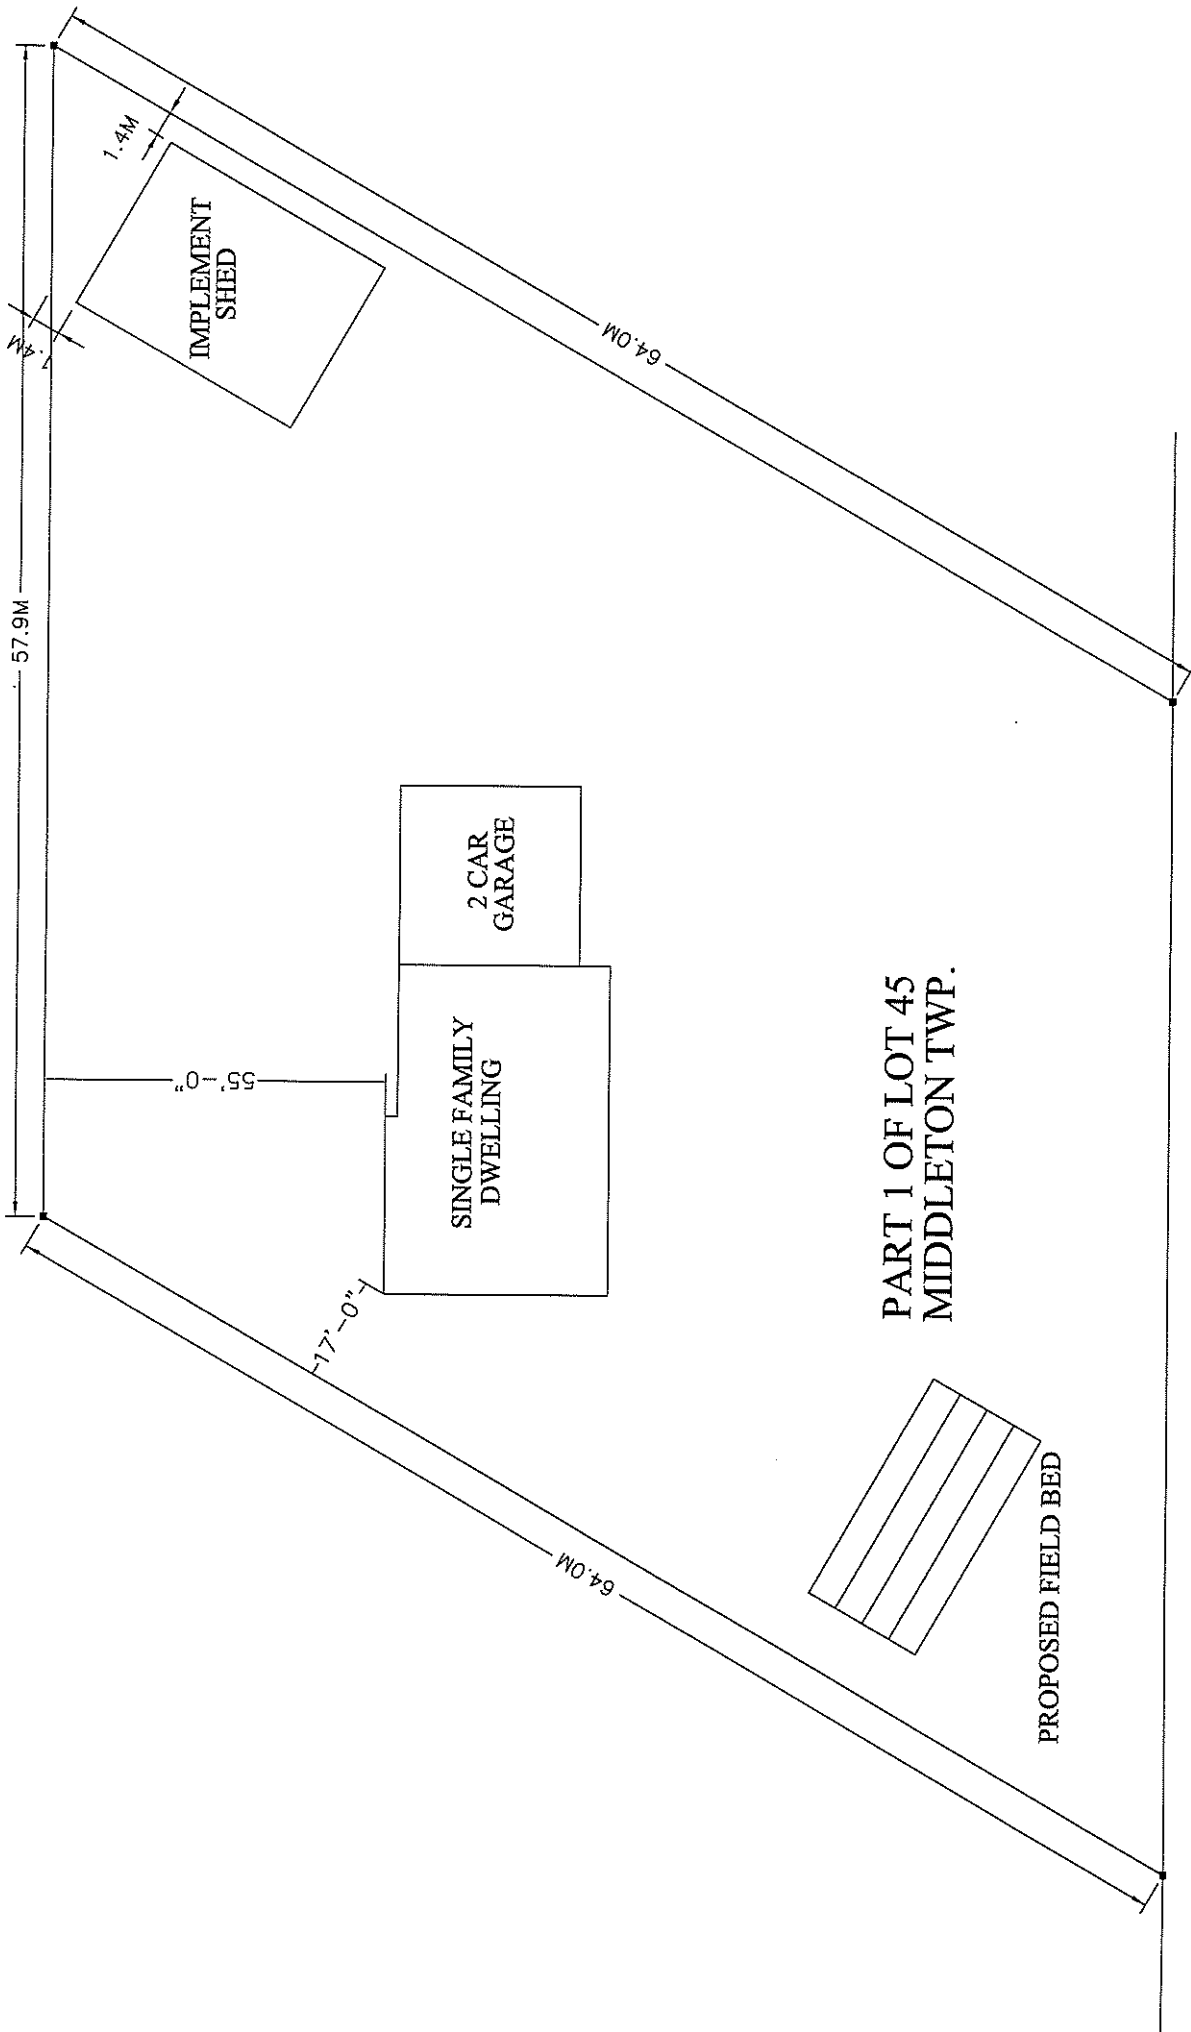 57.9M
1.4M
1.4M
IMPLEMENT
SHED
64.0M
55'-0"
2 CAR
GARAGE
SINGLE FAMILY
DWELLING
17'-0"
64.0M
PART 1 OF LOT 45
MIDDLETON TWP.
PROPOSED FIELD BED